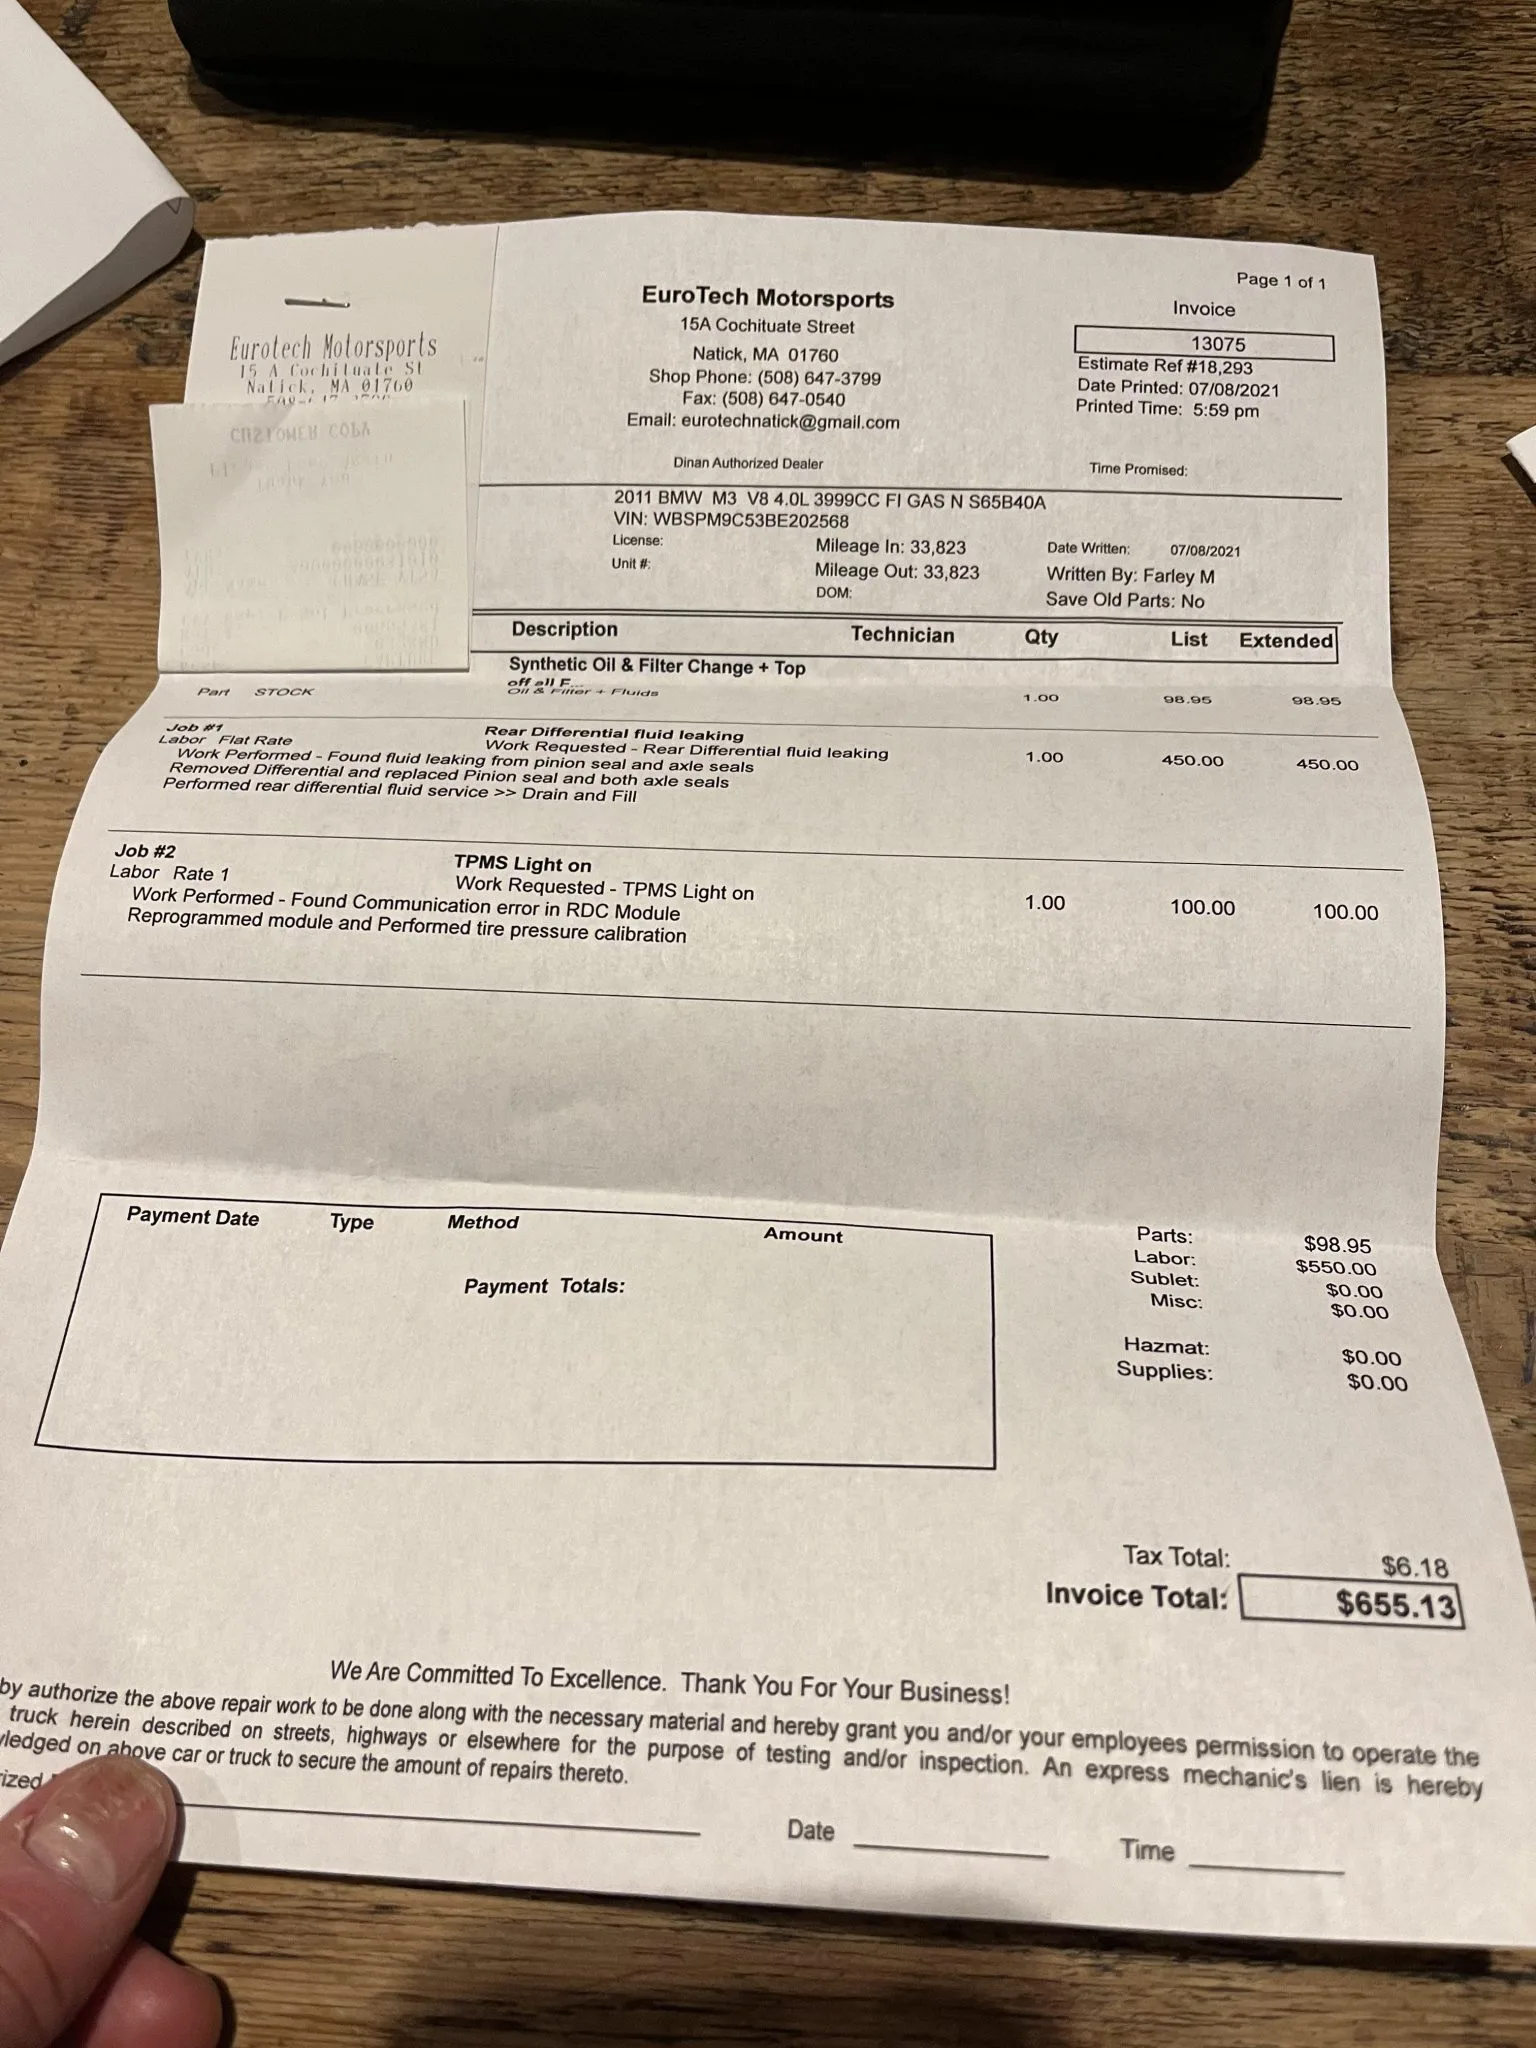 Page 1 of 1
EuroTech Motorsports
15A Cochituate Street
Natick, MA 01760
Shop Phone: (508) 647-3799
Fax: (508) 647-0540
Email: eurotechnatick@gmail.com
Dinan Authorized Dealer
Invoice
13075
Estimate Ref #18,293
Date Printed: 07/08/2021
Printed Time: 5:59 pm
Time Promised:
Eurotech Motorsports
15 A Cochituate St
Natick, MA 01760
CUSTOMER COPY
2011 BMW M3 V8 4.0L 3999CC FI GAS N S65B40A
VIN: WBSPM9C53BE202568
License: Mileage In: 33,823 Date Written: 07/08/2021
Unit #: Mileage Out: 33,823 Written By: Farley M
DOM: Save Old Parts: No
Description Technician Qty List Extended
Synthetic Oil & Filter Change + Top
off all F...
Part STOCK Oil & Filter + Fluids 1.00 98.95 98.95
Job #1 Rear Differential fluid leaking
Labor Flat Rate Work Requested - Rear Differential fluid leaking 1.00 450.00 450.00
Work Performed - Found fluid leaking from pinion seal and axle seals
Removed Differential and replaced Pinion seal and both axle seals
Performed rear differential fluid service >> Drain and Fill
Job #2 TPMS Light on
Labor Rate 1 Work Requested - TPMS Light on 1.00 100.00 100.00
Work Performed - Found Communication error in RDC Module
Reprogrammed module and Performed tire pressure calibration
Payment Date Type Method Amount
Payment Totals:
Parts: $98.95
Labor: $550.00
Sublet: $0.00
Misc: $0.00
Hazmat: $0.00
Supplies: $0.00
Tax Total: $6.18
Invoice Total: $655.13
We Are Committed To Excellence. Thank You For Your Business!
by authorize the above repair work to be done along with the necessary material and hereby grant you and/or your employees permission to operate the
truck herein described on streets, highways or elsewhere for the purpose of testing and/or inspection. An express mechanic's lien is hereby
ledged on above car or truck to secure the amount of repairs thereto.
rized
Date Time